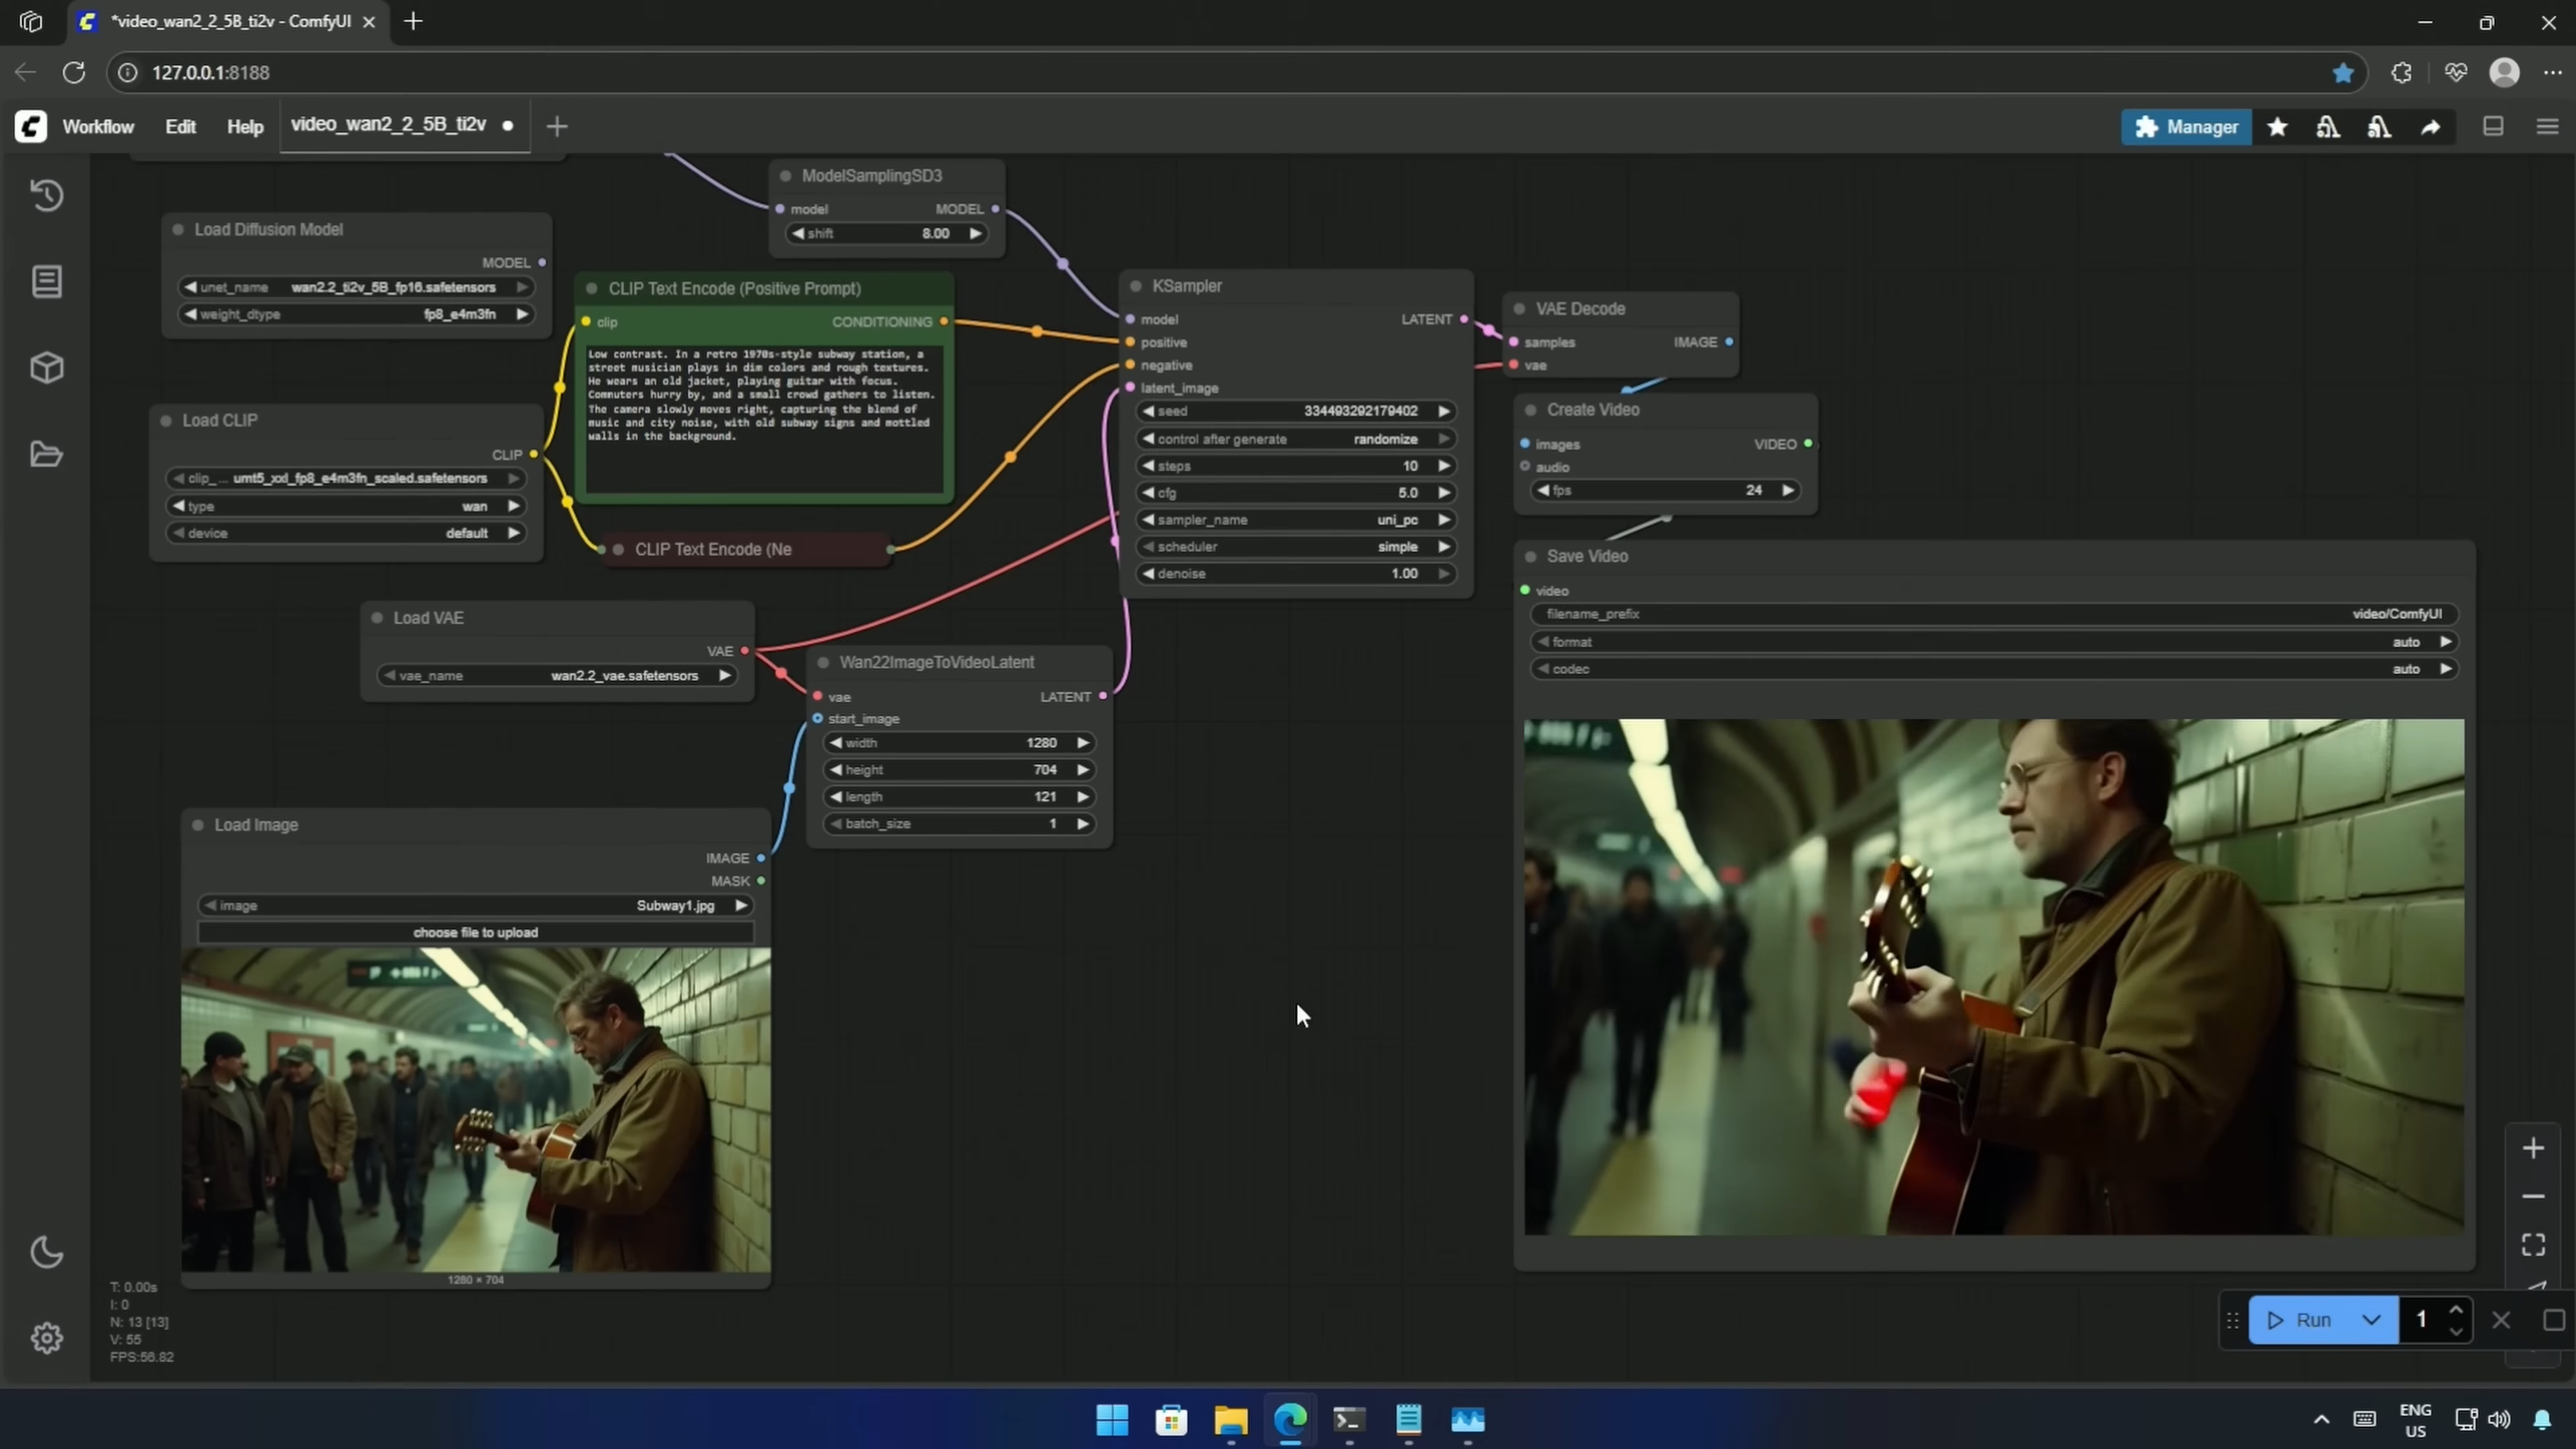 *video_wan2_2_5B_ti2v - ComfyUI
127.0.0.1:8188
Workflow
Edit
Help
video_wan2_2_5B_ti2v
Manager
ModelSamplingSD3
model
MODEL
shift
8.00
Load Diffusion Model
MODEL
unet_name
wan2.2_ti2v_5B_fp16.safetensors
weight_dtype
fp8_e4m3fn
CLIP Text Encode (Positive Prompt)
clip
CONDITIONING
Low contrast. In a retro 1970s-style subway station, a
street musician plays in dim colors and rough textures.
He wears an old jacket, playing guitar with focus.
Commuters hurry by, and a small crowd gathers to listen.
The camera slowly moves right, capturing the blend of
music and city noise, with old subway signs and mottled
walls in the background.
Load CLIP
CLIP
clip_...
umt5_xxl_fp8_e4m3fn_scaled.safetensors
type
wan
device
default
CLIP Text Encode (Ne
KSampler
model
LATENT
positive
negative
latent_image
seed
334493292179402
control after generate
randomize
steps
10
cfg
5.0
sampler_name
uni_pc
scheduler
simple
denoise
1.00
VAE Decode
samples
IMAGE
vae
Create Video
images
VIDEO
audio
fps
24
Save Video
video
filename_prefix
video/ComfyUI
format
auto
codec
auto
Load VAE
VAE
vae_name
wan2.2_vae.safetensors
Wan22ImageToVideoLatent
vae
LATENT
start_image
width
1280
height
704
length
121
batch_size
1
Load Image
IMAGE
MASK
image
Subway1.jpg
choose file to upload
1280 × 704
T: 0.00s
I: 0
N: 13 [13]
V: 55
FPS:56.82
Run
1
ENG
US